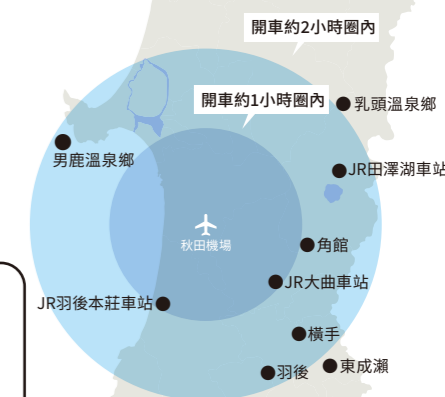 開車約2小時圈內
開車約1小時圈內
乳頭溫泉鄉
男鹿溫泉鄉
JR田澤湖車站
秋田機場
角館
JR大曲車站
JR羽後本莊車站
橫手
羽後
東成瀨